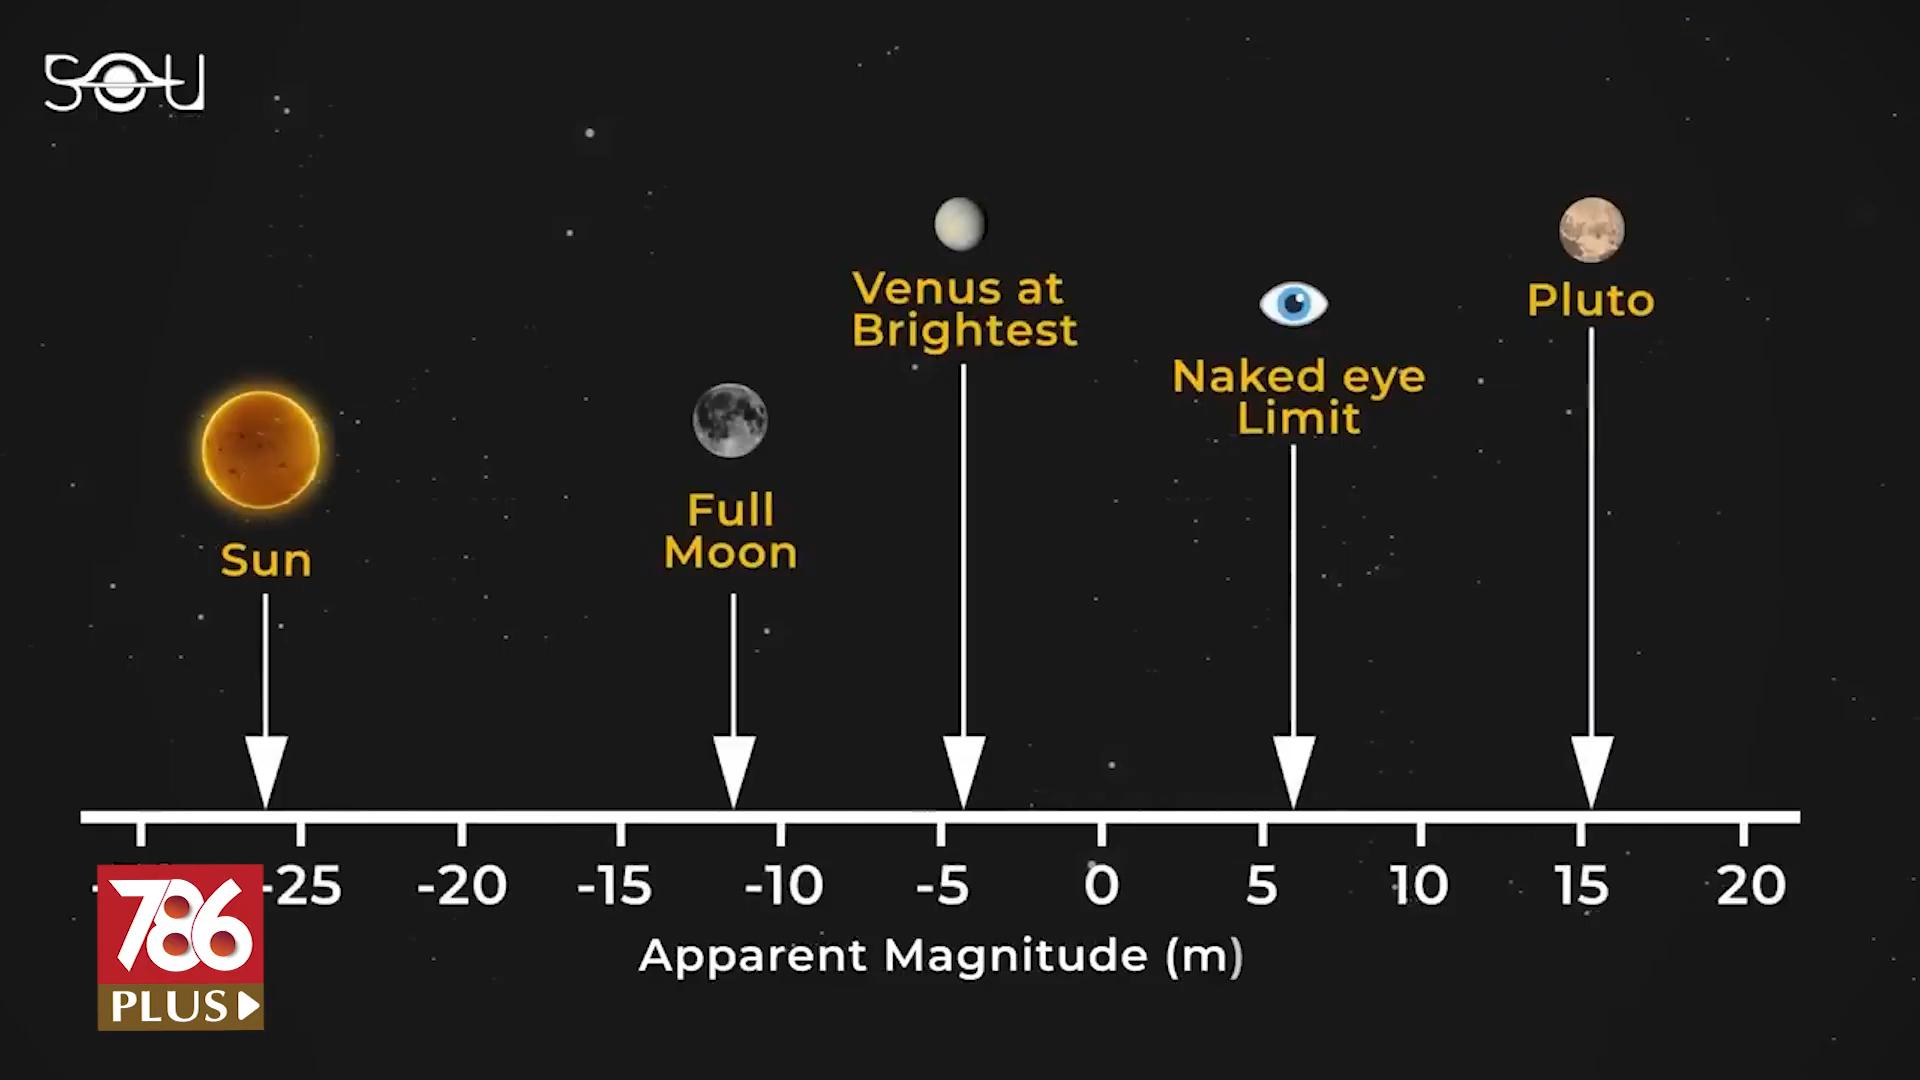 SOU
Venus at
Brightest
Pluto
Naked eye
Limit
Full
Moon
Sun
-25 -20 -15 -10 -5 0 5 10 15 20
Apparent Magnitude (m)
786
PLUS